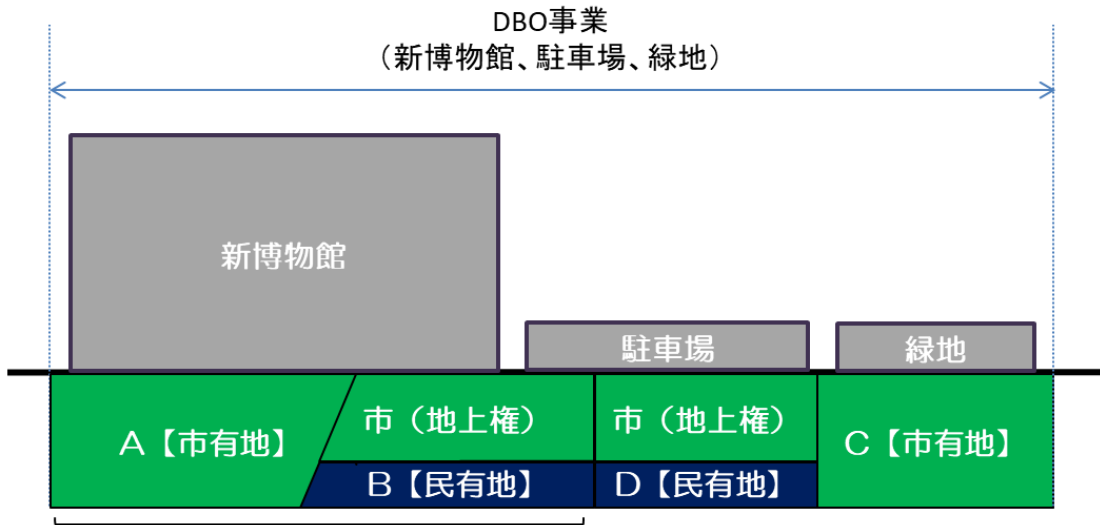 DBO事業
（新博物館、駐車場、緑地）
新博物館
駐車場
緑地
A【市有地】
市（地上権）
市（地上権）
C【市有地】
B【民有地】
D【民有地】